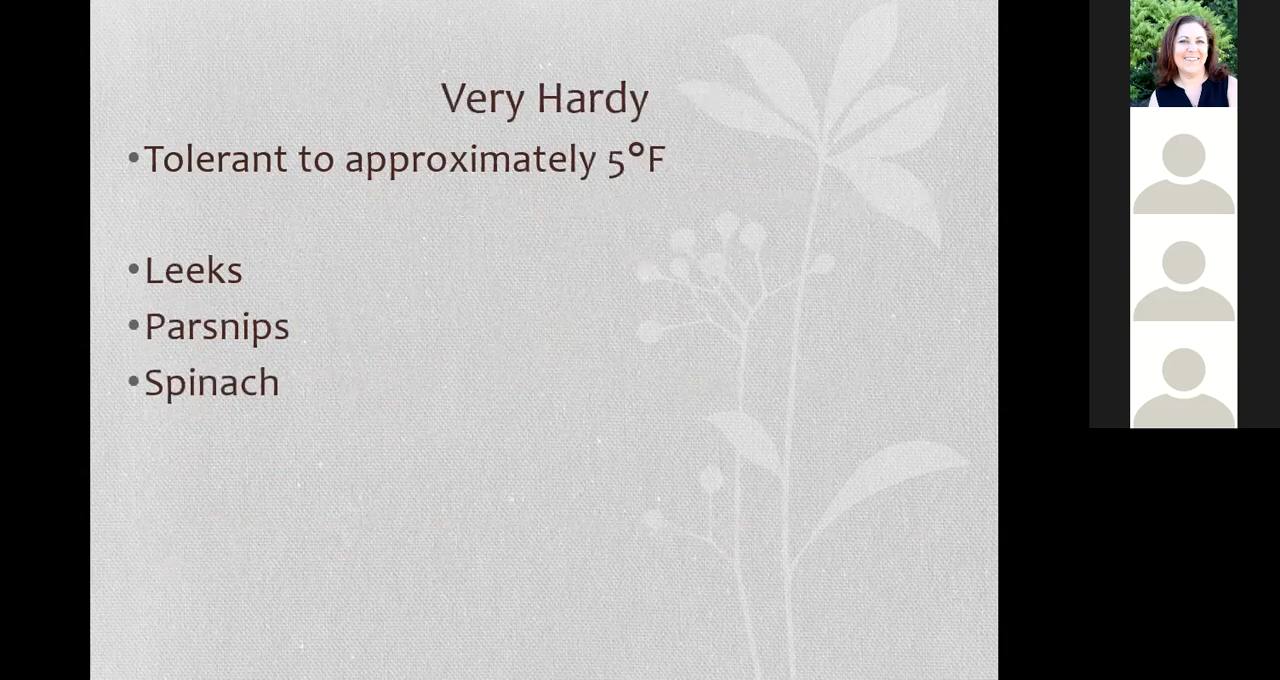 Very Hardy
•Tolerant to approximately 5°F
•Leeks
•Parsnips
•Spinach